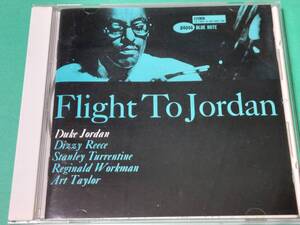 BLUE NOTE
Flight To Jordan
Duke Jordan
Dizzy Reece
Stanley Turrentine
Reginald Workman
Art Taylor